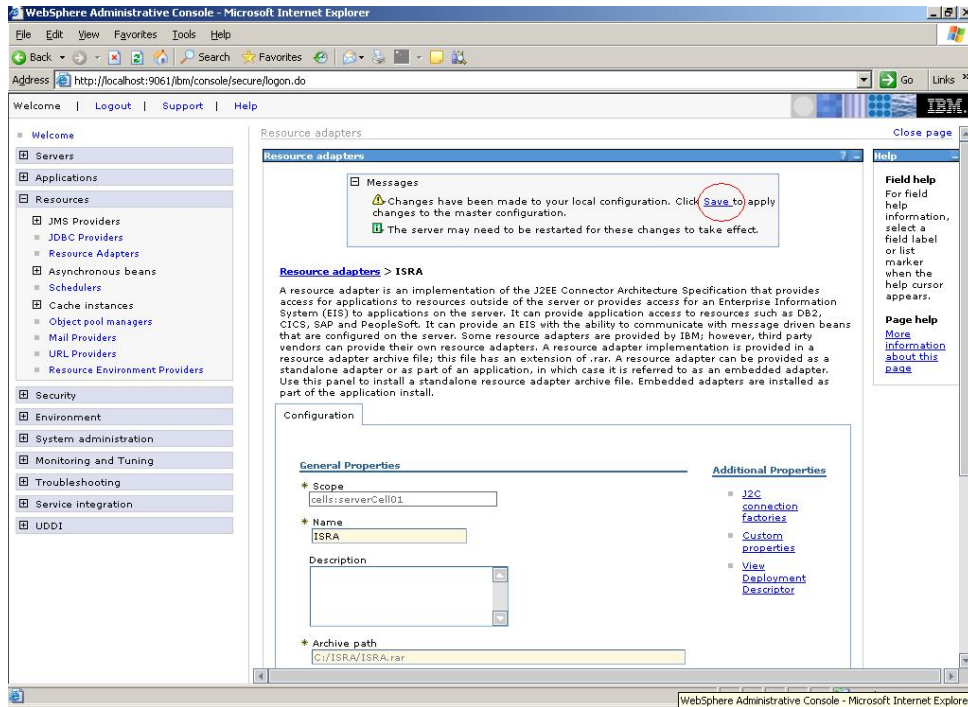 WebSphere Administrative Console - Microsoft Internet Explorer
File Edit View Favorites Tools Help
Back Search Favorites
Address http://localhost:9061/ibm/console/secure/logon.do Go Links »
Welcome | Logout | Support | Help
IBM.
Welcome
Servers
Applications
Resources
JMS Providers
JDBC Providers
Resource Adapters
Asynchronous beans
Schedulers
Cache instances
Object pool managers
Mail Providers
URL Providers
Resource Environment Providers
Security
Environment
System administration
Monitoring and Tuning
Troubleshooting
Service integration
UDDI
Resource adapters
Close page
Resource adapters ? -
Messages
Changes have been made to your local configuration. Click Save to apply
changes to the master configuration.
The server may need to be restarted for these changes to take effect.
Resource adapters > ISRA
A resource adapter is an implementation of the J2EE Connector Architecture Specification that provides
access for applications to resources outside of the server or provides access for an Enterprise Information
System (EIS) to applications on the server. It can provide application access to resources such as DB2,
CICS, SAP and PeopleSoft. It can provide an EIS with the ability to communicate with message driven beans
that are configured on the server. Some resource adapters are provided by IBM; however, third party
vendors can provide their own resource adapters. A resource adapter implementation is provided in a
resource adapter archive file; this file has an extension of .rar. A resource adapter can be provided as a
standalone adapter or as part of an application, in which case it is referred to as an embedded adapter.
Use this panel to install a standalone resource adapter archive file. Embedded adapters are installed as
part of the application install.
Configuration
General Properties
* Scope
cells:serverCell01
* Name
ISRA
Description
* Archive path
C:/ISRA/ISRA.rar
Additional Properties
J2C
connection
factories
Custom
properties
View
Deployment
Descriptor
Help -
Field help
For field
help
information,
select a
field label
or list
marker
when the
help cursor
appears.
Page help
More
information
about this
page
WebSphere Administrative Console - Microsoft Internet Explore